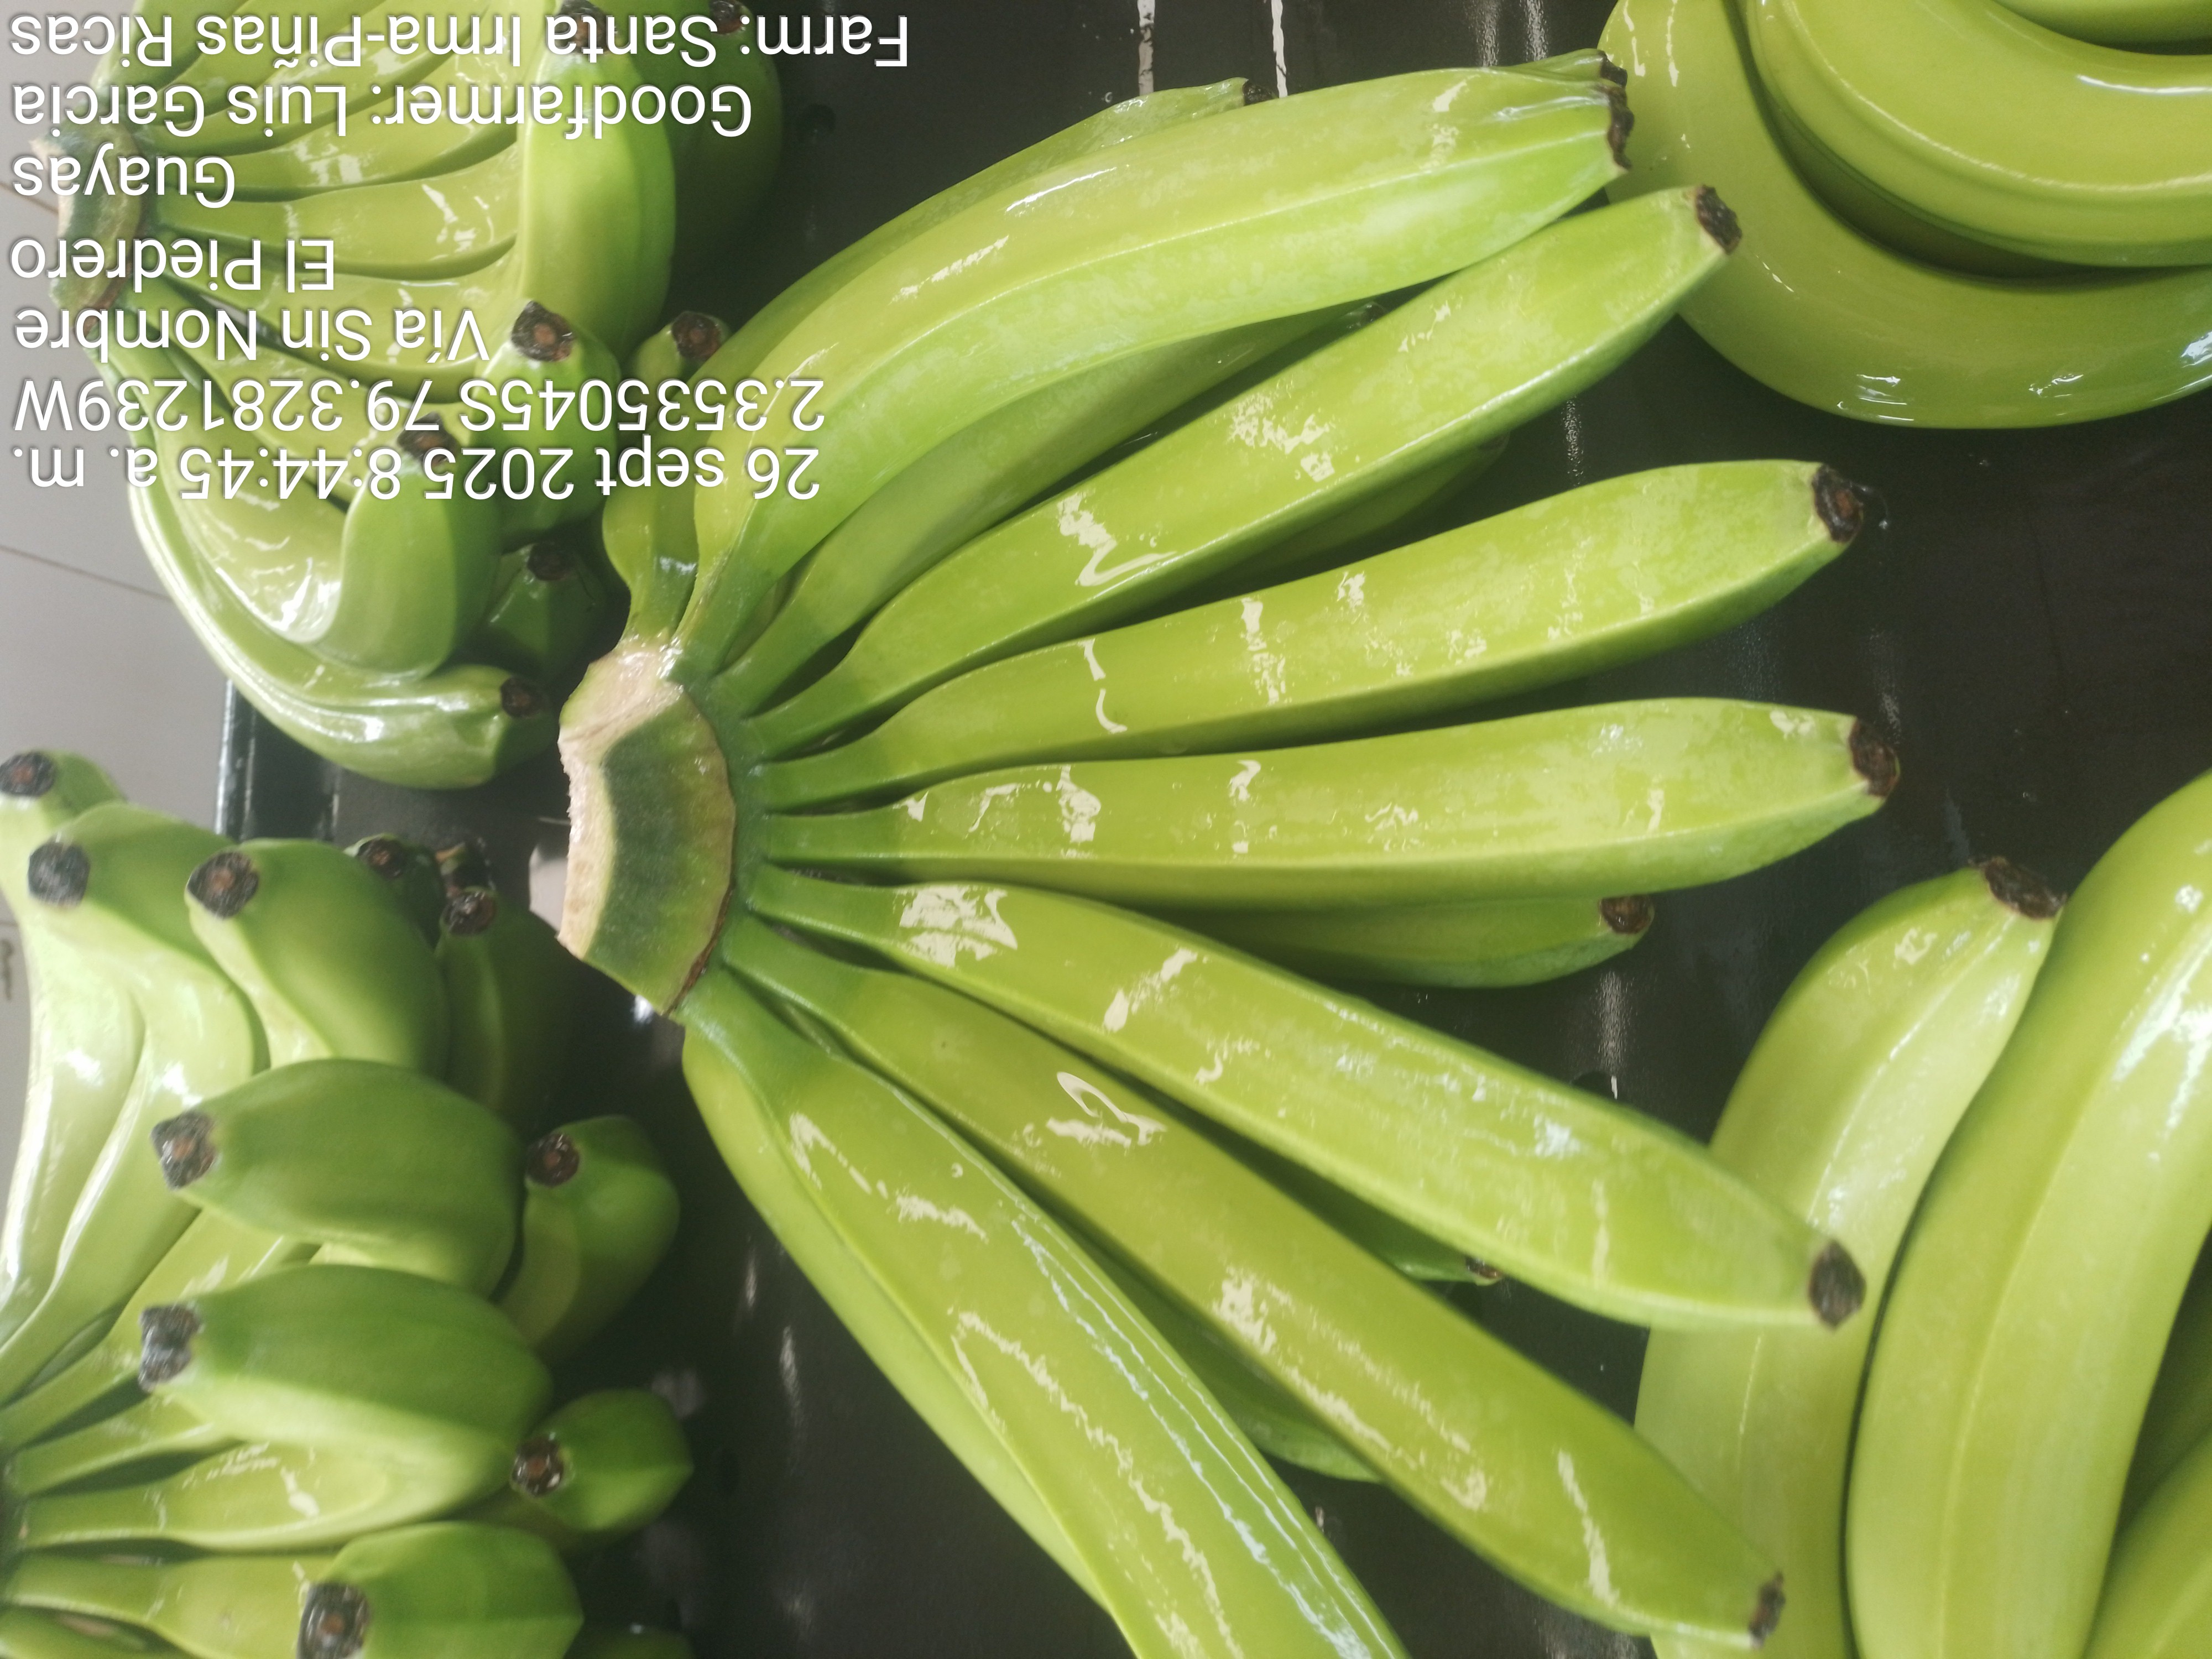 26 sept 2025 8:44:45 a. m.
2.3535045S 79.3281239W
Vía Sin Nombre
El Piedrero
Guayas
Goodfarmer: Luis Garcia
Farm: Santa Irma-Piñas Ricas